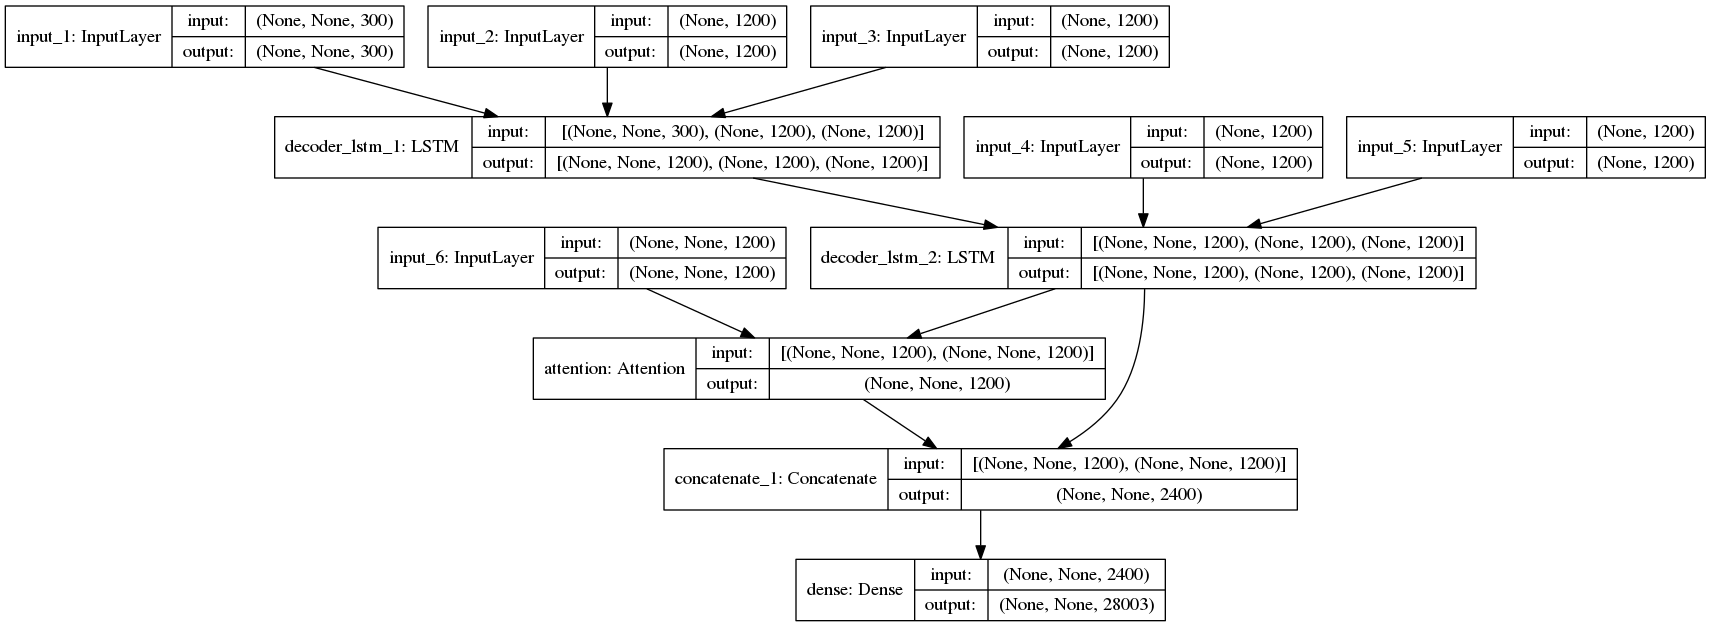 input_1: InputLayer
input: (None, None, 300)
output: (None, None, 300)
input_2: InputLayer
input: (None, 1200)
output: (None, 1200)
input_3: InputLayer
input: (None, 1200)
output: (None, 1200)
decoder_lstm_1: LSTM
input: [(None, None, 300), (None, 1200), (None, 1200)]
output: [(None, None, 1200), (None, 1200), (None, 1200)]
input_4: InputLayer
input: (None, 1200)
output: (None, 1200)
input_5: InputLayer
input: (None, 1200)
output: (None, 1200)
input_6: InputLayer
input: (None, None, 1200)
output: (None, None, 1200)
decoder_lstm_2: LSTM
input: [(None, None, 1200), (None, 1200), (None, 1200)]
output: [(None, None, 1200), (None, 1200), (None, 1200)]
attention: Attention
input: [(None, None, 1200), (None, None, 1200)]
output: (None, None, 1200)
concatenate_1: Concatenate
input: [(None, None, 1200), (None, None, 1200)]
output: (None, None, 2400)
dense: Dense
input: (None, None, 2400)
output: (None, None, 28003)